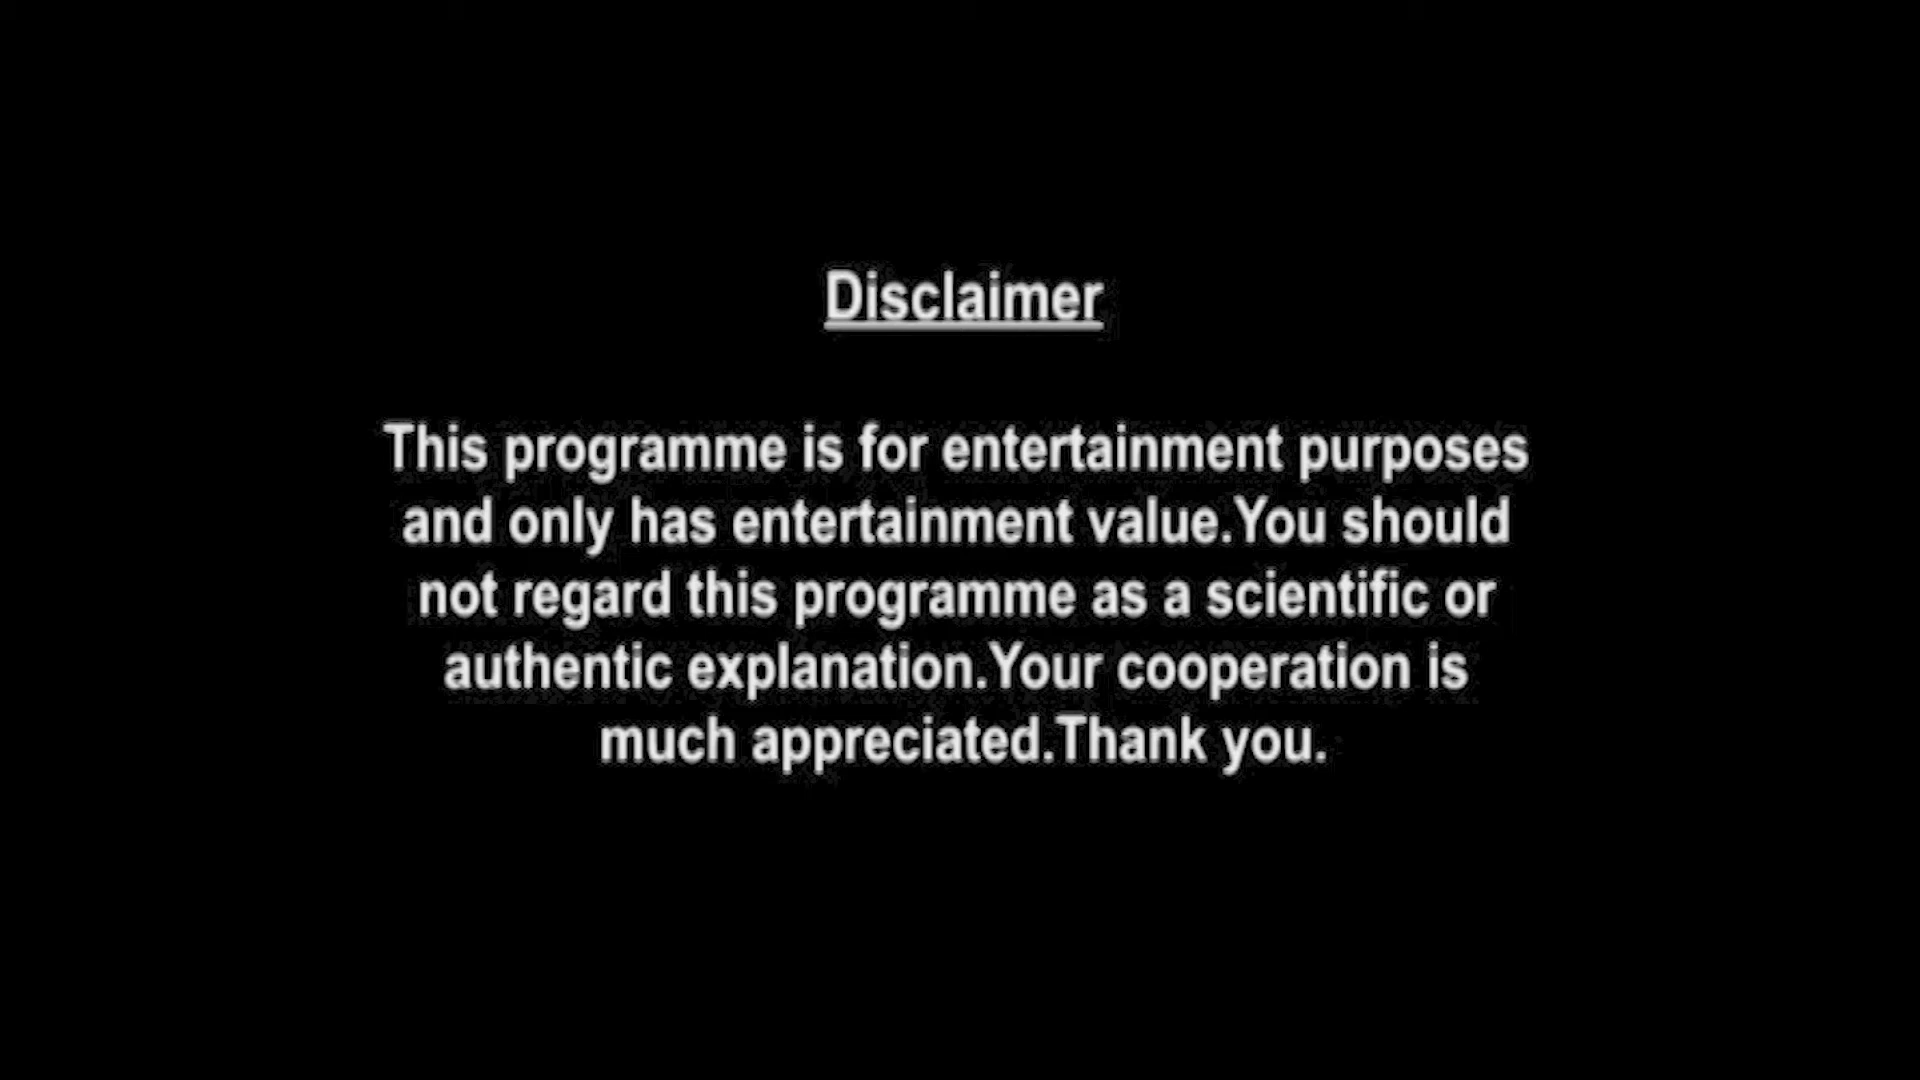 Disclaimer
This programme is for entertainment purposes
and only has entertainment value.You should
not regard this programme as a scientific or
authentic explanation.Your cooperation is
much appreciated.Thank you.